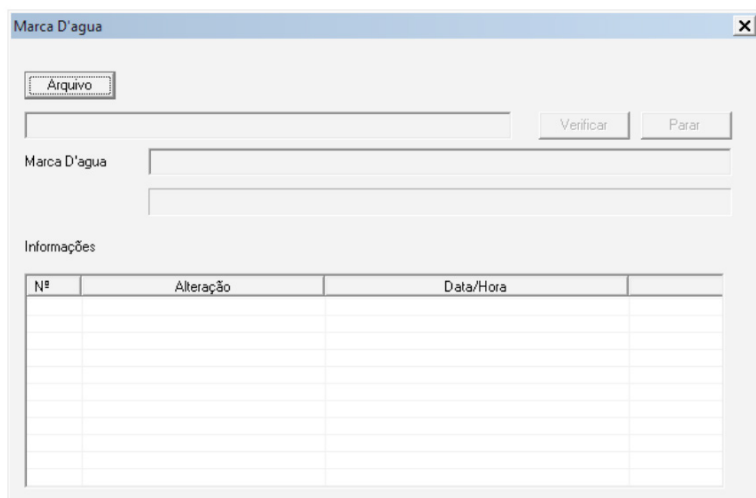 Marca D'agua
Arquivo
Verificar Parar
Marca D'agua
Informações
Nº Alteração Data/Hora